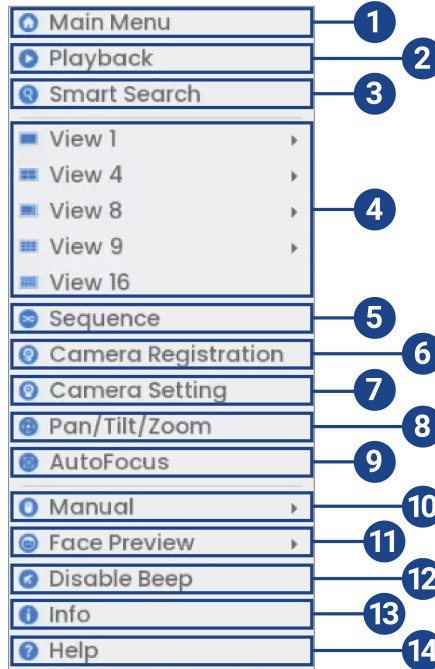 Main Menu 1
Playback 2
Smart Search 3
View 1
View 4
View 8 4
View 9
View 16
Sequence 5
Camera Registration 6
Camera Setting 7
Pan/Tilt/Zoom 8
AutoFocus 9
Manual 10
Face Preview 11
Disable Beep 12
Info 13
Help 14